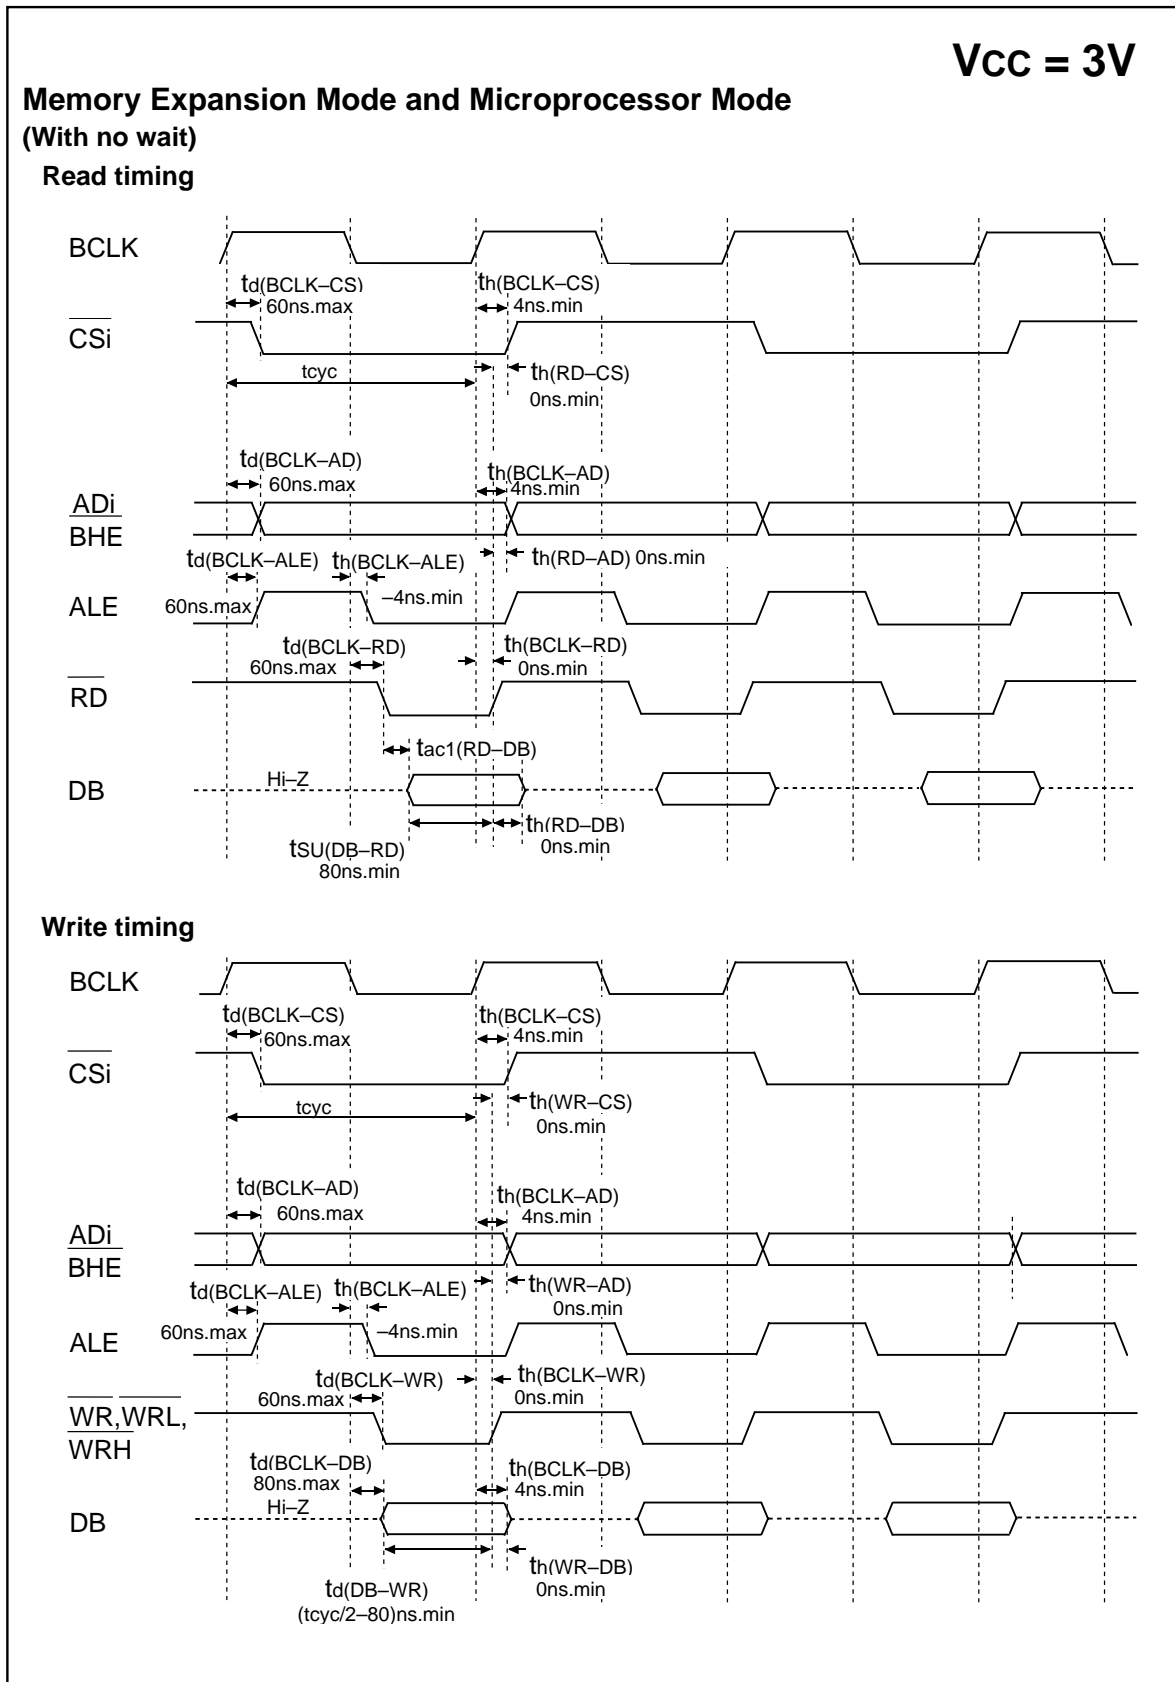 VCC = 3V
Memory Expansion Mode and Microprocessor Mode
(With no wait)
Read timing
BCLK
td(BCLK–CS)
60ns.max
th(BCLK–CS)
4ns.min
CSi
tcyc
th(RD–CS)
0ns.min
td(BCLK–AD)
60ns.max
th(BCLK–AD)
4ns.min
ADi
BHE
td(BCLK–ALE)
th(BCLK–ALE)
th(RD–AD) 0ns.min
ALE
60ns.max
–4ns.min
td(BCLK–RD)
60ns.max
th(BCLK–RD)
0ns.min
RD
tac1(RD–DB)
DB
Hi–Z
tSU(DB–RD)
80ns.min
th(RD–DB)
0ns.min
Write timing
BCLK
td(BCLK–CS)
60ns.max
th(BCLK–CS)
4ns.min
CSi
tcyc
th(WR–CS)
0ns.min
td(BCLK–AD)
60ns.max
th(BCLK–AD)
4ns.min
ADi
BHE
td(BCLK–ALE)
th(BCLK–ALE)
th(WR–AD)
0ns.min
ALE
60ns.max
–4ns.min
td(BCLK–WR)
60ns.max
th(BCLK–WR)
0ns.min
WR,WRL,
WRH
td(BCLK–DB)
80ns.max
th(BCLK–DB)
4ns.min
DB
Hi–Z
td(DB–WR)
(tcyc/2–80)ns.min
th(WR–DB)
0ns.min